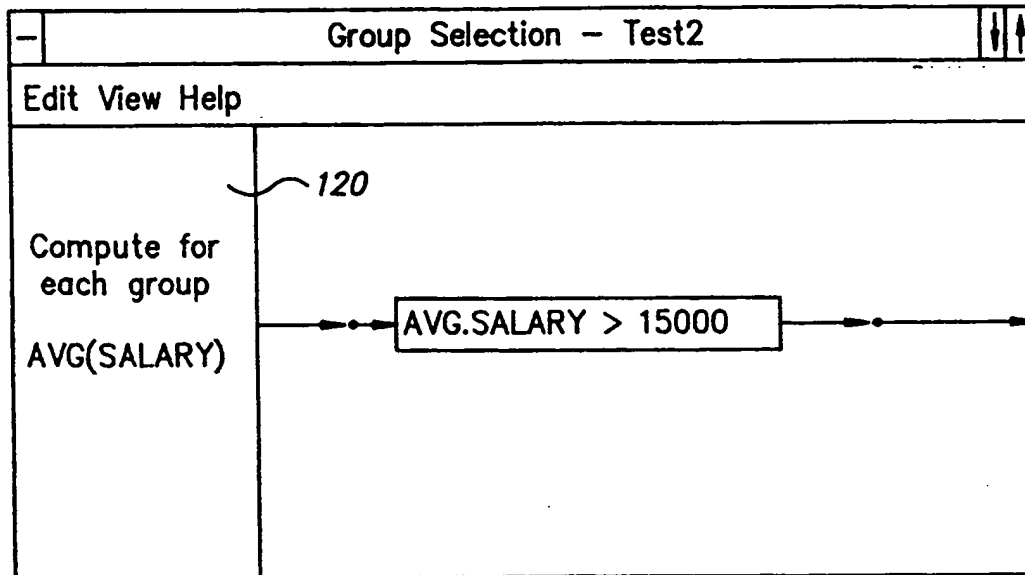 Group Selection – Test2
Edit View Help
120
Compute for
each group
AVG(SALARY)
AVG.SALARY > 15000